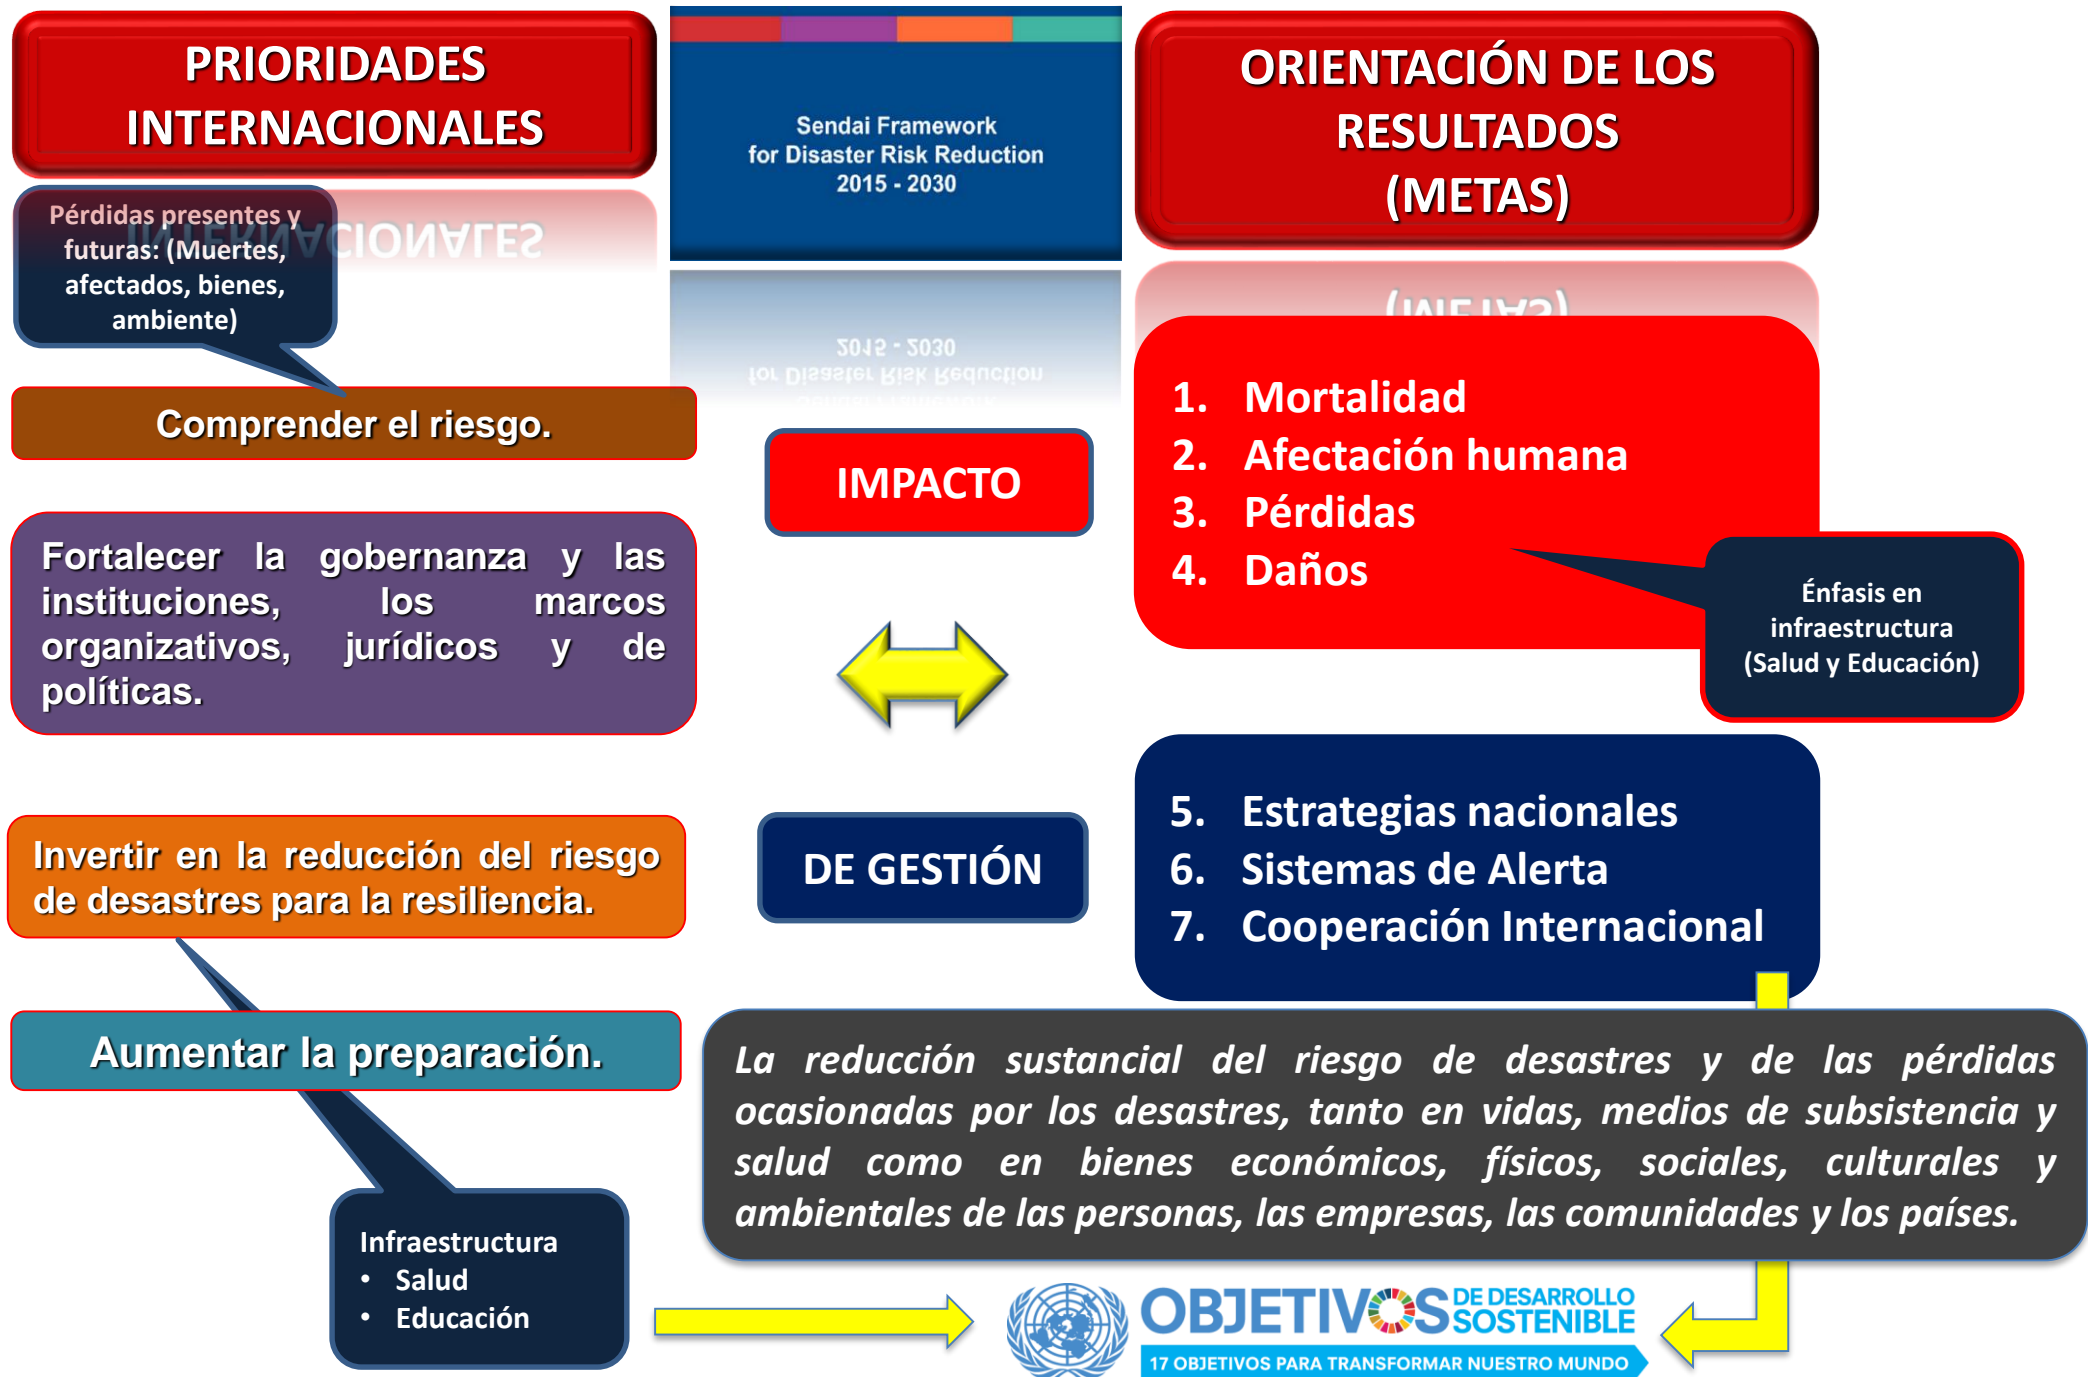 PRIORIDADES
INTERNACIONALES
Pérdidas presentes y
futuras: (Muertes,
afectados, bienes,
ambiente)
Comprender el riesgo.
Fortalecer la gobernanza y las
instituciones, los marcos
organizativos, jurídicos y de
políticas.
Invertir en la reducción del riesgo
de desastres para la resiliencia.
Aumentar la preparación.
Infraestructura
• Salud
• Educación
Sendai Framework
for Disaster Risk Reduction
2015 - 2030
IMPACTO
DE GESTIÓN
ORIENTACIÓN DE LOS
RESULTADOS
(METAS)
1. Mortalidad
2. Afectación humana
3. Pérdidas
4. Daños
Énfasis en
infraestructura
(Salud y Educación)
5. Estrategias nacionales
6. Sistemas de Alerta
7. Cooperación Internacional
La reducción sustancial del riesgo de desastres y de las pérdidas
ocasionadas por los desastres, tanto en vidas, medios de subsistencia y
salud como en bienes económicos, físicos, sociales, culturales y
ambientales de las personas, las empresas, las comunidades y los países.
OBJETIVOS DE DESARROLLO
SOSTENIBLE
17 OBJETIVOS PARA TRANSFORMAR NUESTRO MUNDO